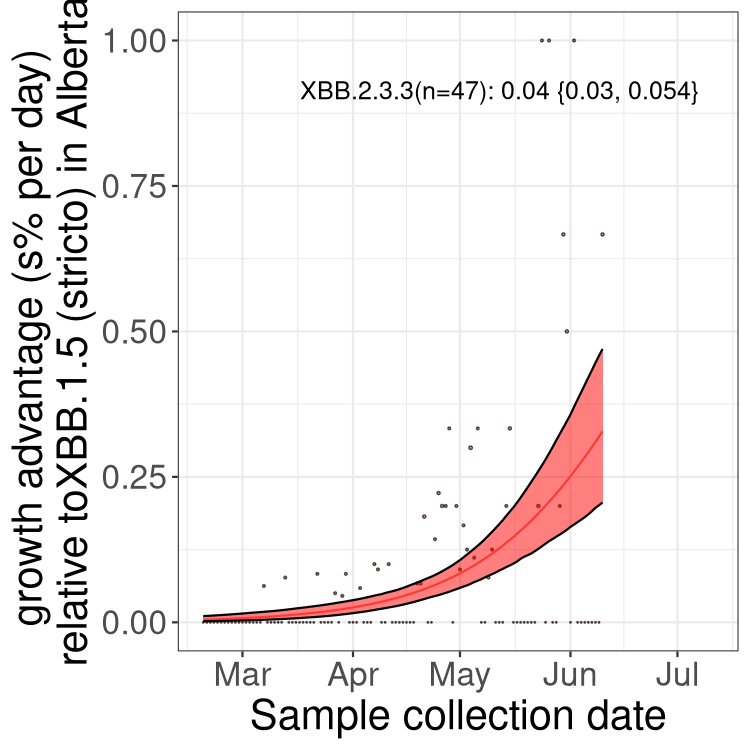 growth advantage (s% per day)
relative toXBB.1.5 (stricto) in Alberta
1.00
0.75
0.50
0.25
0.00
XBB.2.3.3(n=47): 0.04 {0.03, 0.054}
Mar
Apr
May
Jun
Jul
Sample collection date